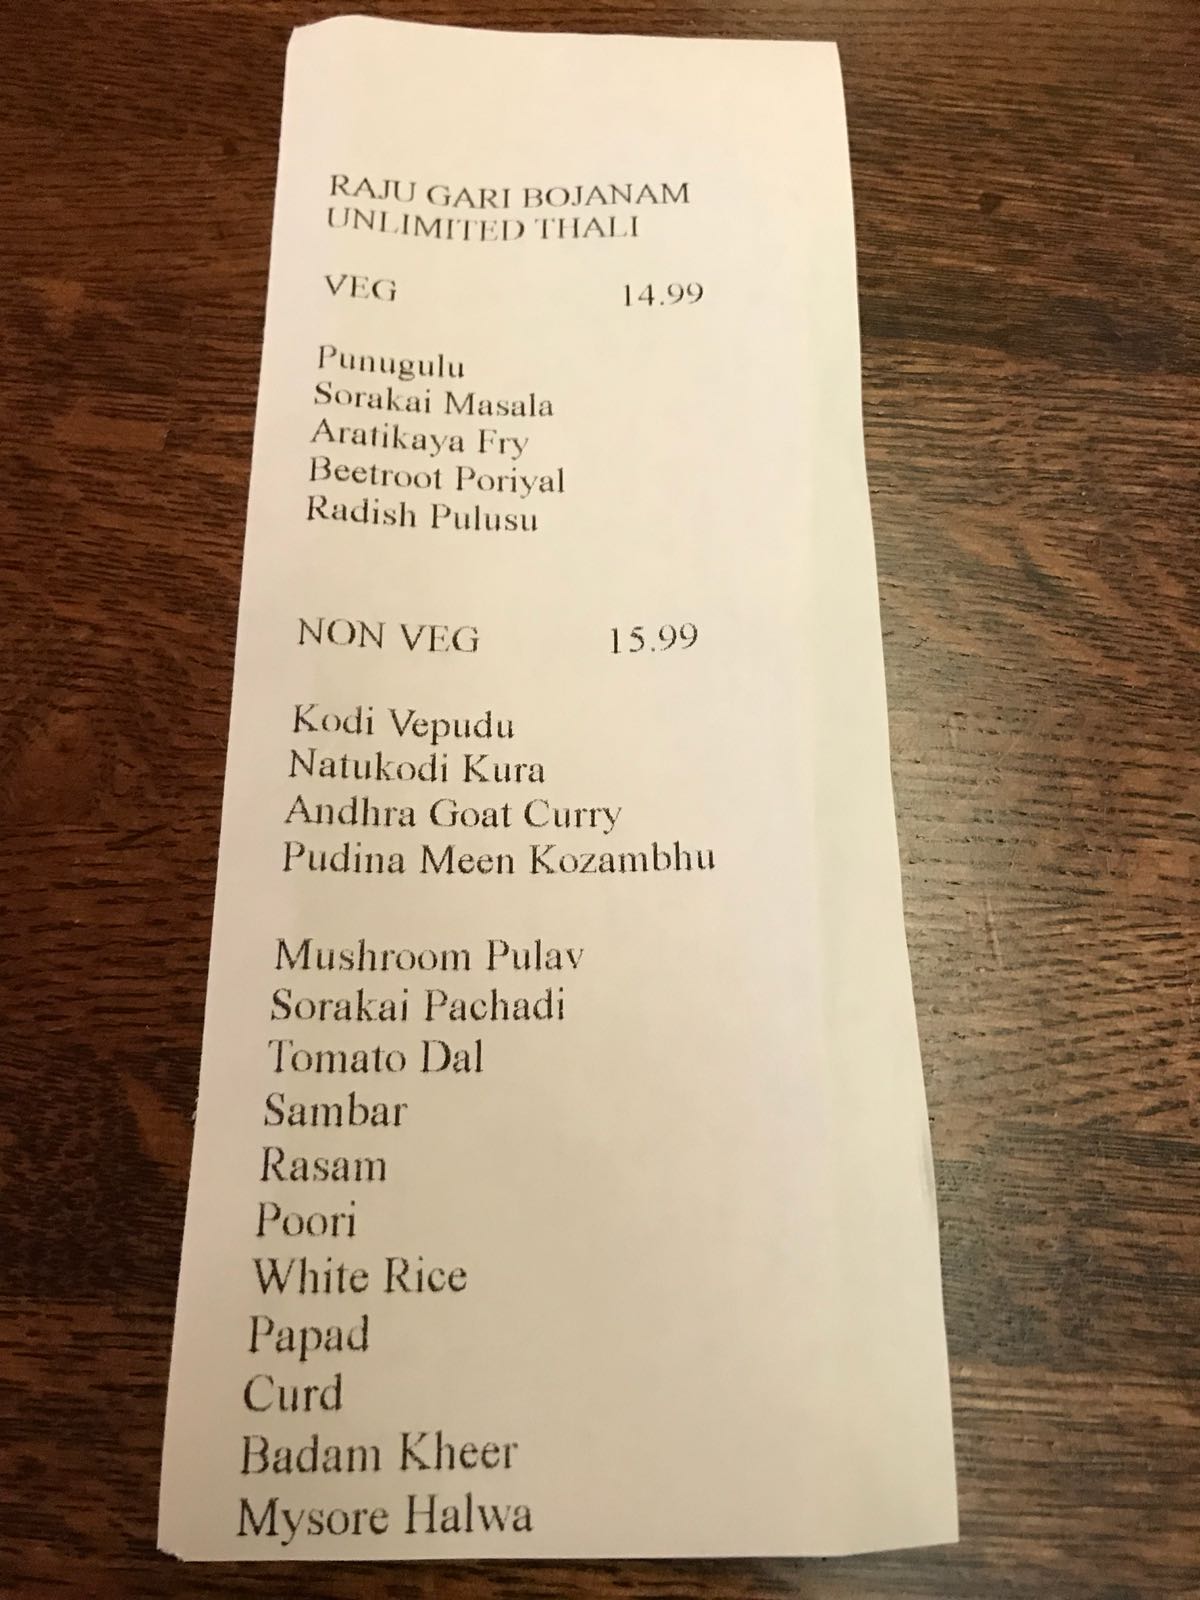 RAJU GARI BOJANAM
UNLIMITED THALI
VEG 14.99
Punugulu
Sorakai Masala
Aratikaya Fry
Beetroot Poriyal
Radish Pulusu
NON VEG 15.99
Kodi Vepudu
Natukodi Kura
Andhra Goat Curry
Pudina Meen Kozambhu
Mushroom Pulav
Sorakai Pachadi
Tomato Dal
Sambar
Rasam
Poori
White Rice
Papad
Curd
Badam Kheer
Mysore Halwa